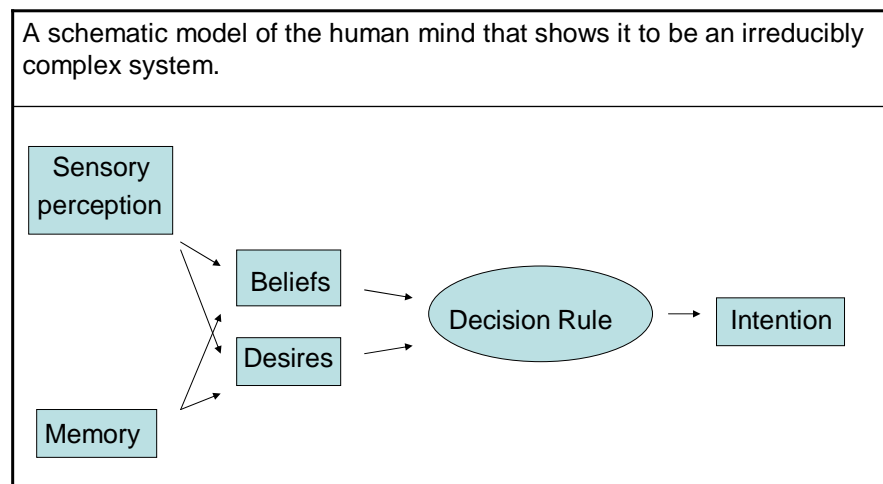 A schematic model of the human mind that shows it to be an irreducibly
complex system.
Sensory
perception
Beliefs
Decision Rule
Intention
Desires
Memory